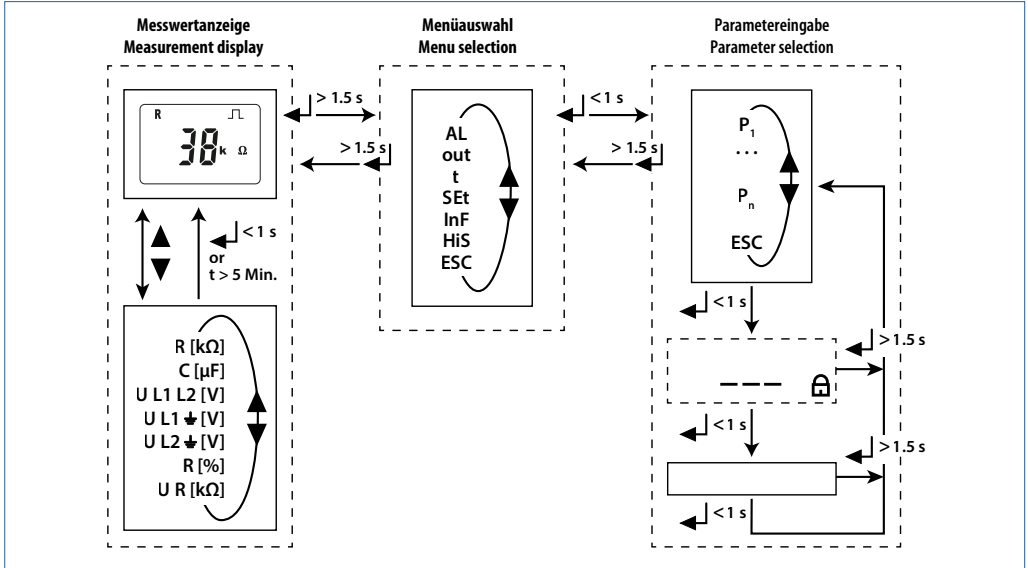 Messwertanzeige
Measurement display
> 1.5 s
> 1.5 s
R
38 k Ω
< 1 s
or
t > 5 Min.
R [kΩ]
C [µF]
U L1 L2 [V]
U L1 ⏚ [V]
U L2 ⏚ [V]
R [%]
U R [kΩ]
Menüauswahl
Menu selection
<1 s
> 1.5 s
AL
out
t
SEt
InF
HiS
ESC
Parametereingabe
Parameter selection
P1
...
Pn
ESC
<1 s
> 1.5 s
– – –
<1 s
> 1.5 s
<1 s